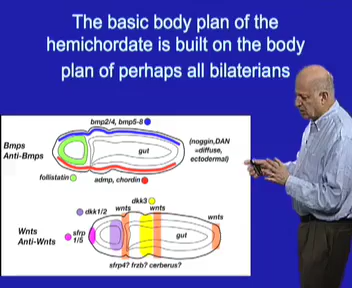 The basic body plan of the
hemichordate is built on the body
plan of perhaps all bilaterians
bmp2/4, bmp5-8
Bmps
Anti-Bmps
gut
(noggin,DAN
=diffuse,
ectodermal)
follistatin
admp, chordin
dkk3
dkk1/2
wnts
wnts
wnts
Wnts
Anti-Wnts
sfrp
1/5
gut
sfrp4? frzb? cerberus?